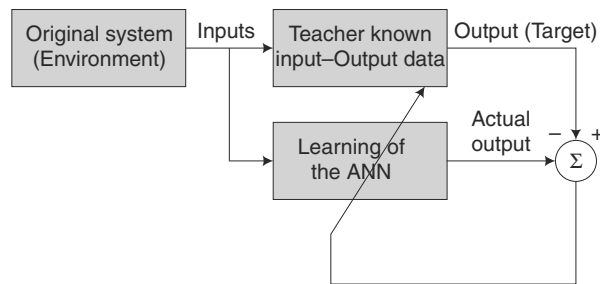 Original system
(Environment)
Inputs
Teacher known
input–Output data
Output (Target)
Learning of
the ANN
Actual
output
– +
Σ